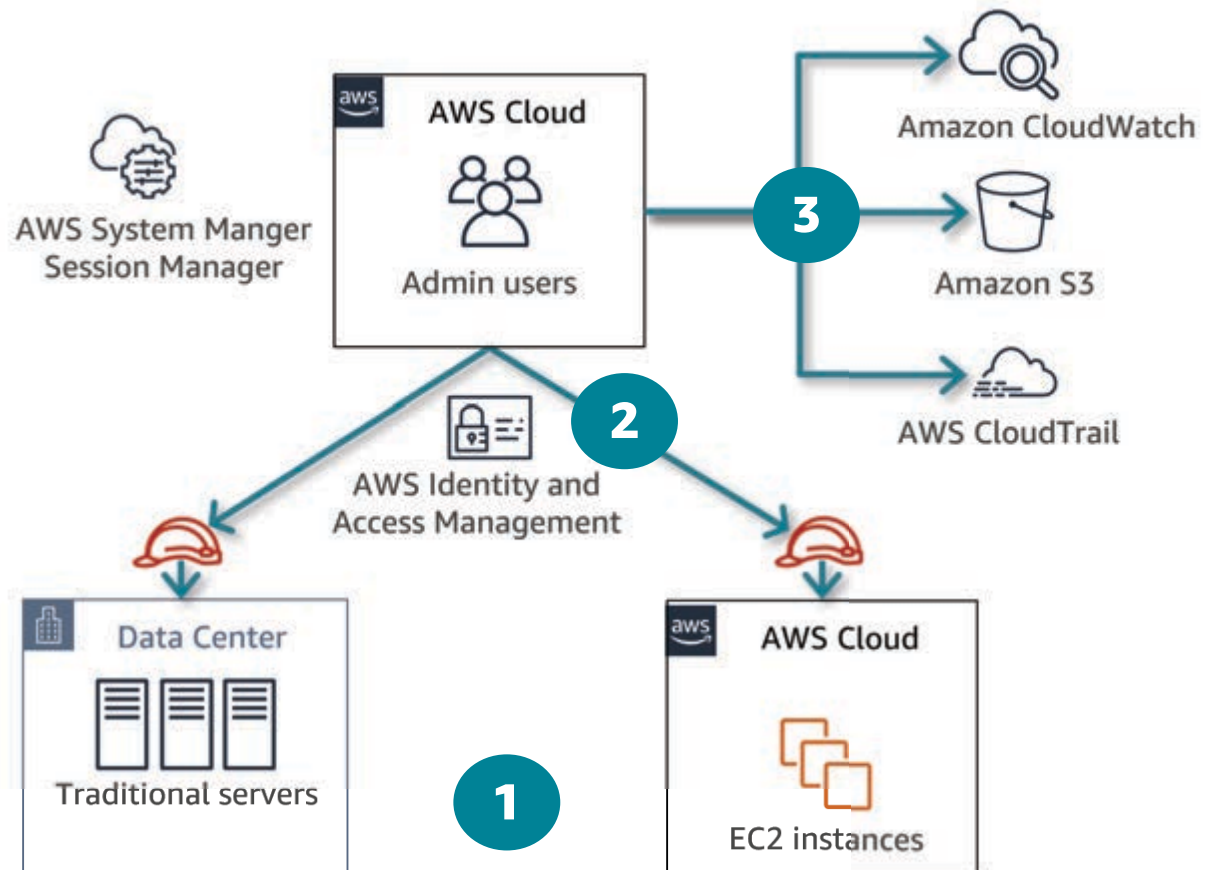 aws
AWS Cloud
Admin users
AWS System Manger
Session Manager
3
Amazon CloudWatch
Amazon S3
AWS CloudTrail
2
AWS Identity and
Access Management
Data Center
Traditional servers
1
aws
AWS Cloud
EC2 instances